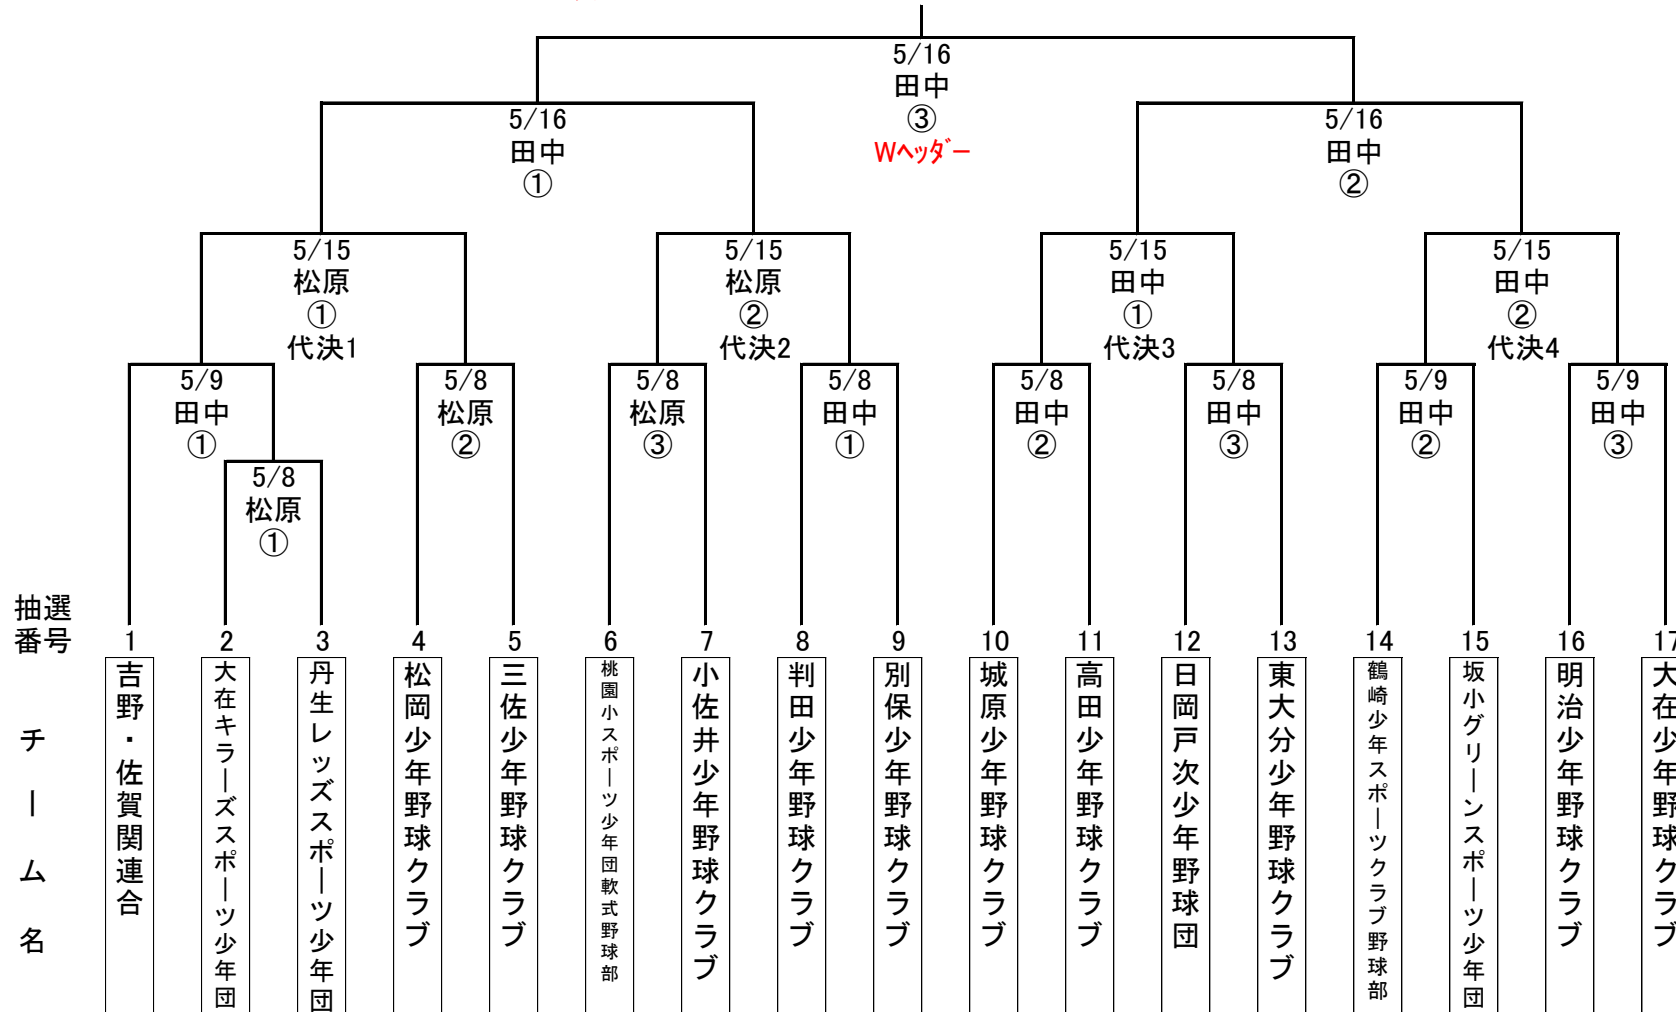 5/16
田中
③
Wヘッダー
5/16
田中
①
5/16
田中
②
5/15
松原
①
代決1
5/15
松原
②
代決2
5/15
田中
①
代決3
5/15
田中
②
代決4
5/9
田中
①
5/8
松原
②
5/8
松原
③
5/8
田中
①
5/8
田中
②
5/8
田中
③
5/9
田中
②
5/9
田中
③
5/8
松原
①
抽選
番号
1
2
3
4
5
6
7
8
9
10
11
12
13
14
15
16
17
チーム名
吉野・佐賀関連合
大在キラーズスポーツ少年団
丹生レッズスポーツ少年団
松岡少年野球クラブ
三佐少年野球クラブ
桃園小スポーツ少年団軟式野球部
小佐井少年野球クラブ
判田少年野球クラブ
別保少年野球クラブ
城原少年野球クラブ
高田少年野球クラブ
日岡戸次少年野球団
東大分少年野球クラブ
鶴崎少年スポーツクラブ野球部
坂小グリーンスポーツ少年団
明治少年野球クラブ
大在少年野球クラブ